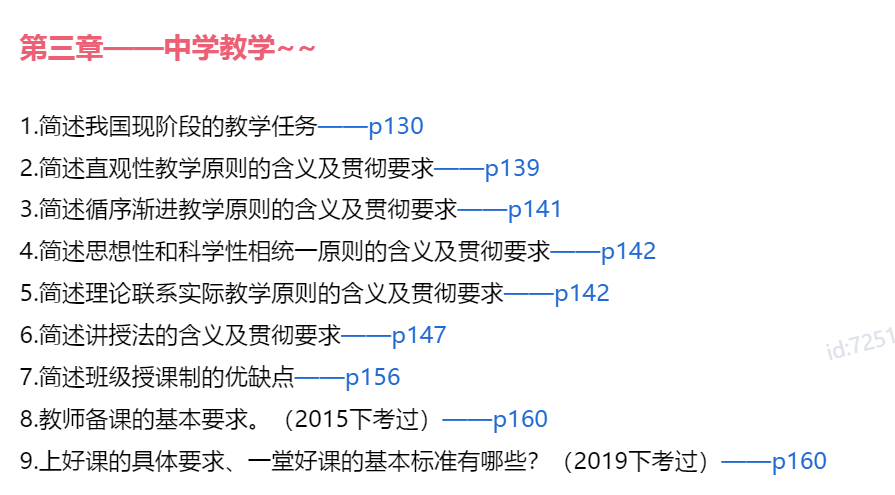 第三章——中学教学~~
1.简述我国现阶段的教学任务——p130
2.简述直观性教学原则的含义及贯彻要求——p139
3.简述循序渐进教学原则的含义及贯彻要求——p141
4.简述思想性和科学性相统一原则的含义及贯彻要求——p142
5.简述理论联系实际教学原则的含义及贯彻要求——p142
6.简述讲授法的含义及贯彻要求——p147
id:7251
7.简述班级授课制的优缺点——p156
8.教师备课的基本要求。（2015下考过）——p160
9.上好课的具体要求、一堂好课的基本标准有哪些？（2019下考过）——p160